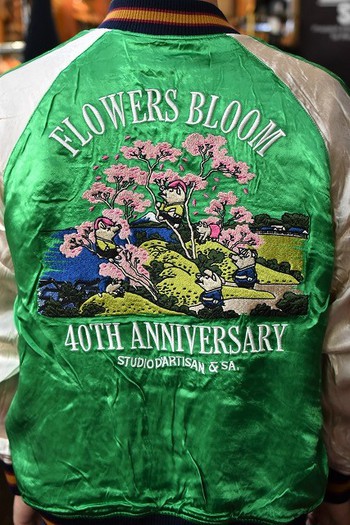 FLOWERS BLOOM
40TH ANNIVERSARY
STUDIO D'ARTISAN & SA.